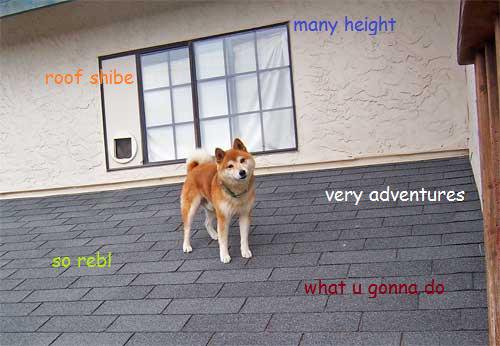 many height
roof shibe
very adventures
so rebl
what u gonna do